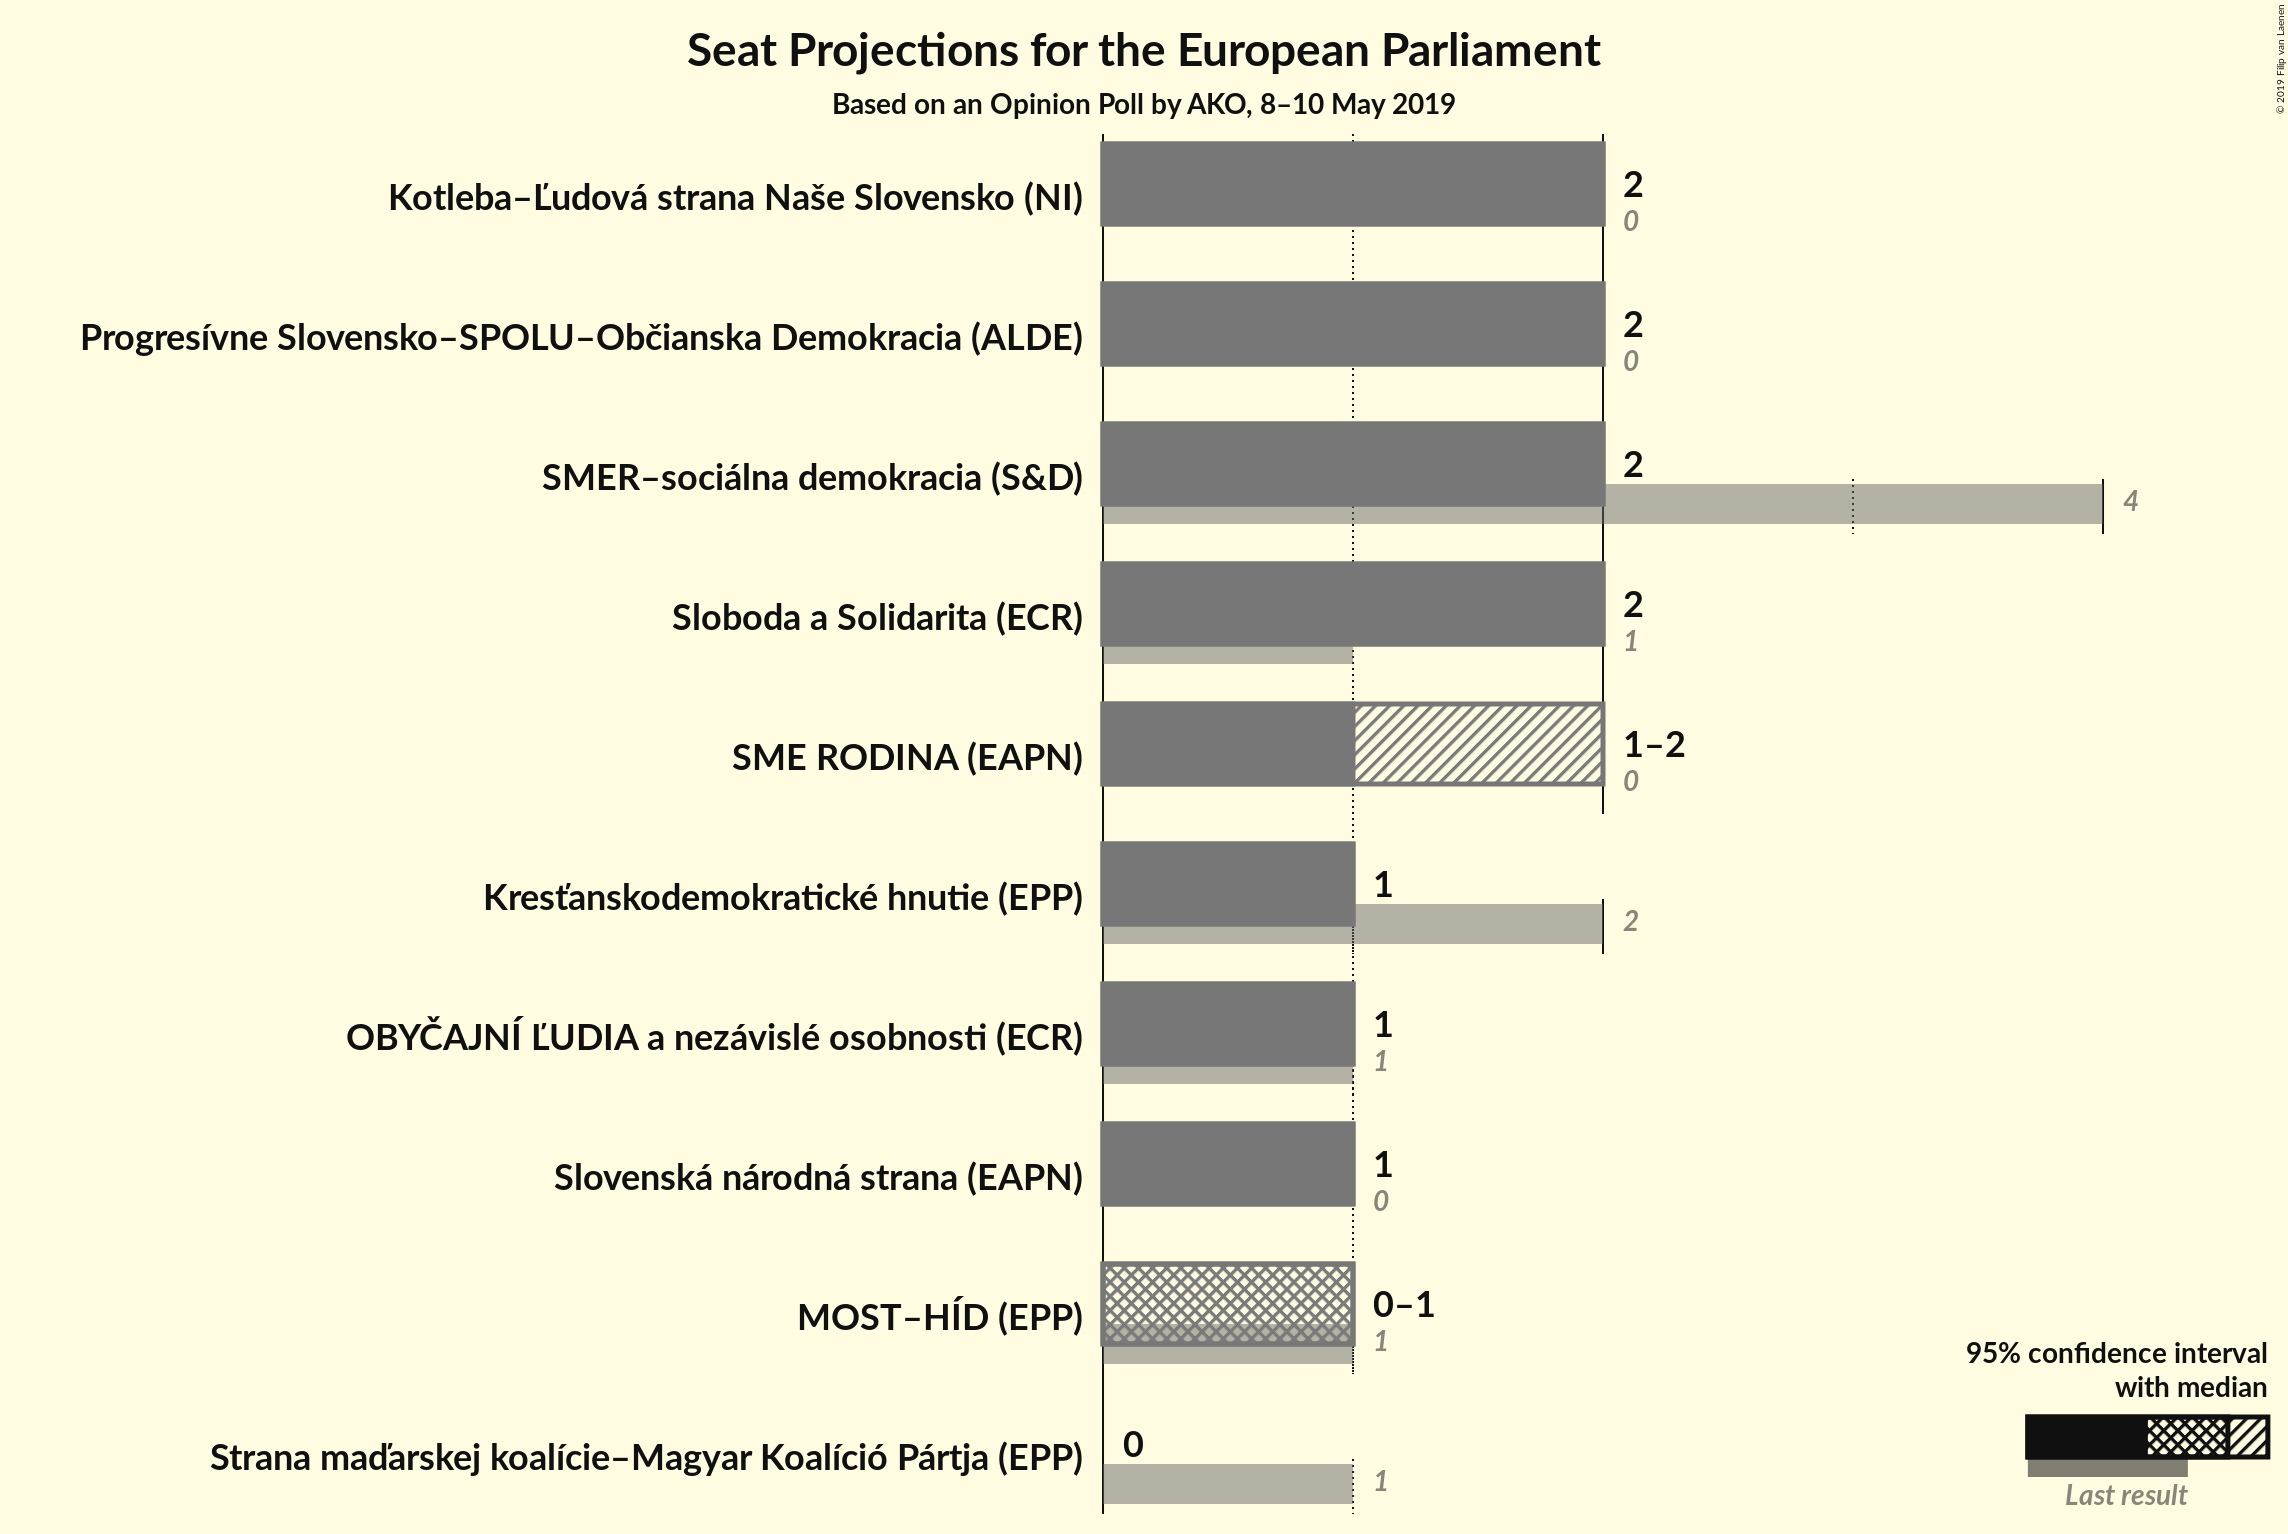 Seat Projections for the European Parliament
Based on an Opinion Poll by AKO, 8–10 May 2019
© 2019 Filip van Laenen
Kotleba–Ľudová strana Naše Slovensko (NI)
2
0
Progresívne Slovensko–SPOLU–Občianska Demokracia (ALDE)
2
0
SMER–sociálna demokracia (S&D)
2
4
Sloboda a Solidarita (ECR)
2
1
SME RODINA (EAPN)
1–2
0
Kresťanskodemokratické hnutie (EPP)
1
2
OBYČAJNÍ ĽUDIA a nezávislé osobnosti (ECR)
1
1
Slovenská národná strana (EAPN)
1
0
MOST–HÍD (EPP)
0–1
1
Strana maďarskej koalície–Magyar Koalíció Pártja (EPP)
0
1
95% confidence interval
with median
Last result